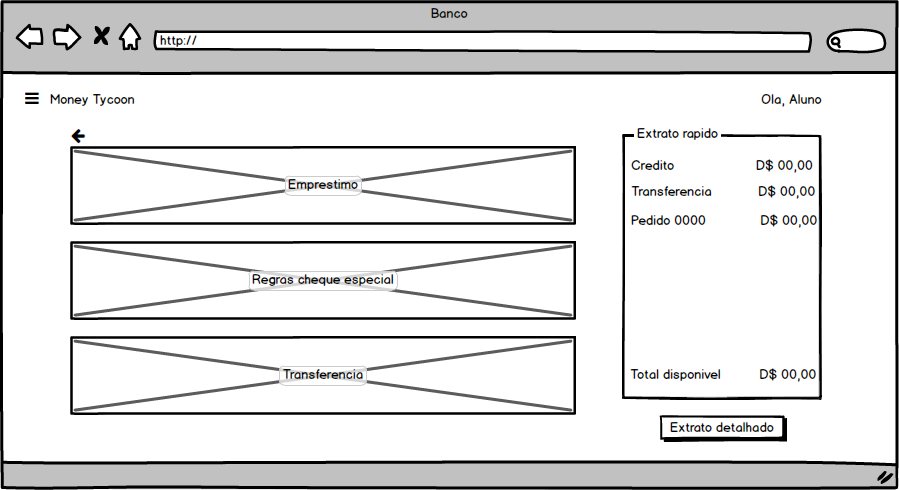 Banco
http://
Money Tycoon
Ola, Aluno
Emprestimo
Regras cheque especial
Transferencia
Extrato rapido
Credito D$ 00,00
Transferencia D$ 00,00
Pedido 0000 D$ 00,00
Total disponivel D$ 00,00
Extrato detalhado